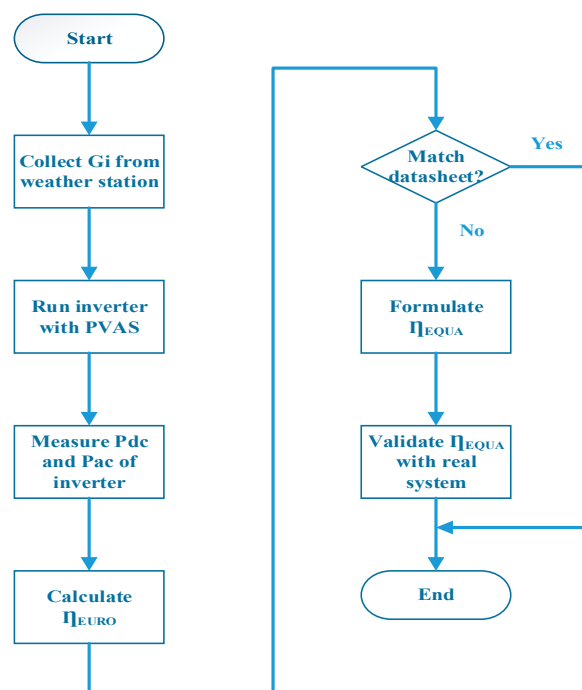 Start
Collect Gi from
weather station
Run inverter
with PVAS
Measure Pdc
and Pac of
inverter
Calculate
ηEURO
Match
datasheet?
Yes
No
Formulate
ηEQUA
Validate ηEQUA
with real
system
End